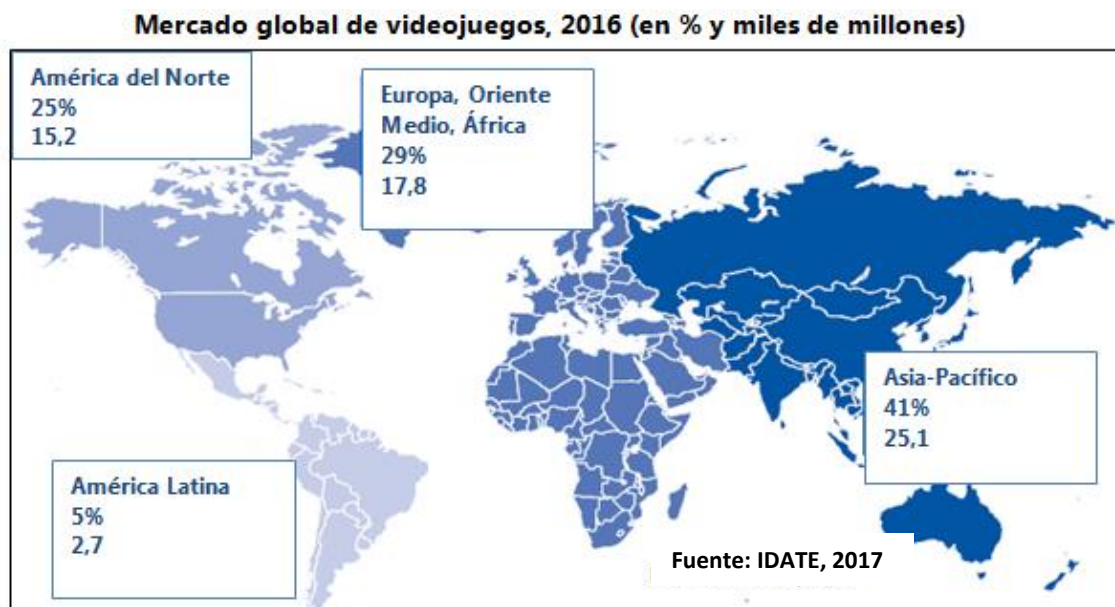 Mercado global de videojuegos, 2016 (en % y miles de millones)
América del Norte
25%
15,2
Europa, Oriente
Medio, África
29%
17,8
Asia-Pacífico
41%
25,1
América Latina
5%
2,7
Fuente: IDATE, 2017